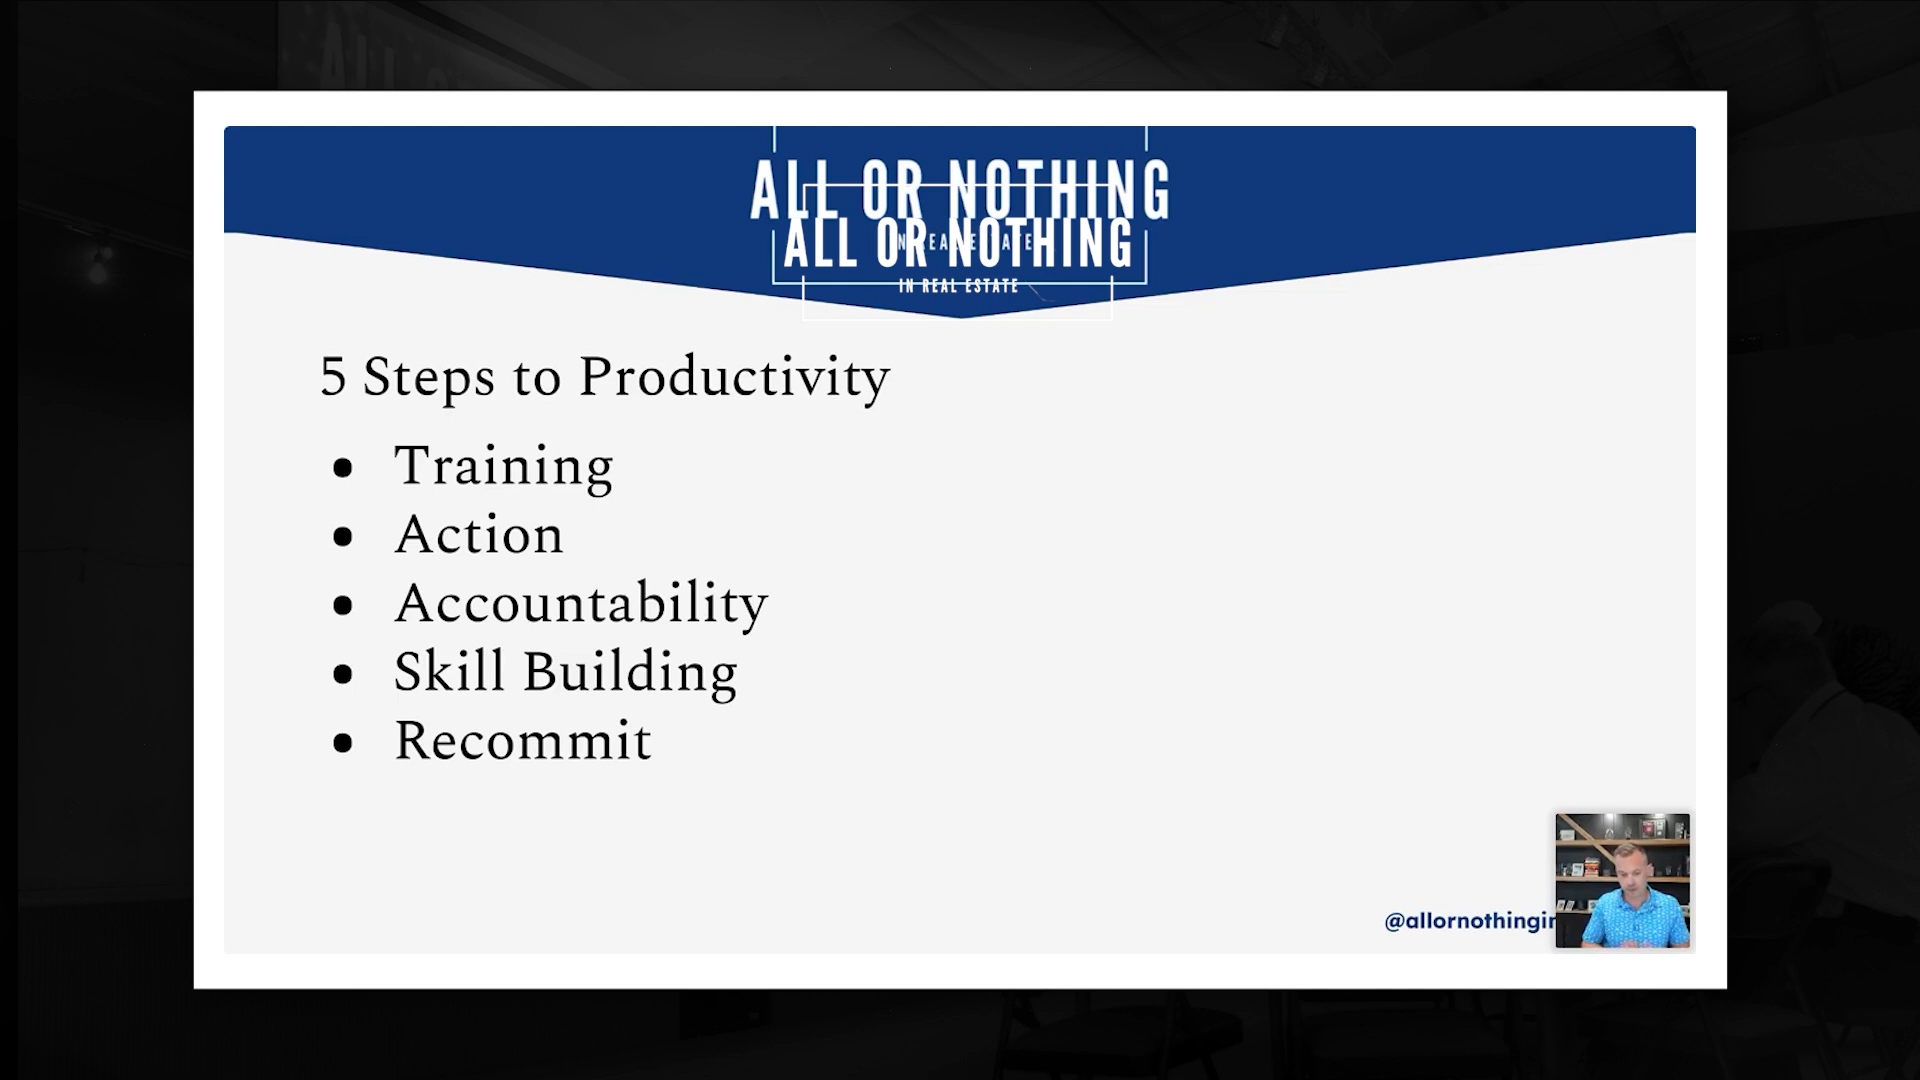 ALL OR NOTHING
ALL OR NOTHING
IN REAL ESTATE
5 Steps to Productivity
• Training
• Action
• Accountability
• Skill Building
• Recommit
@allornothingin